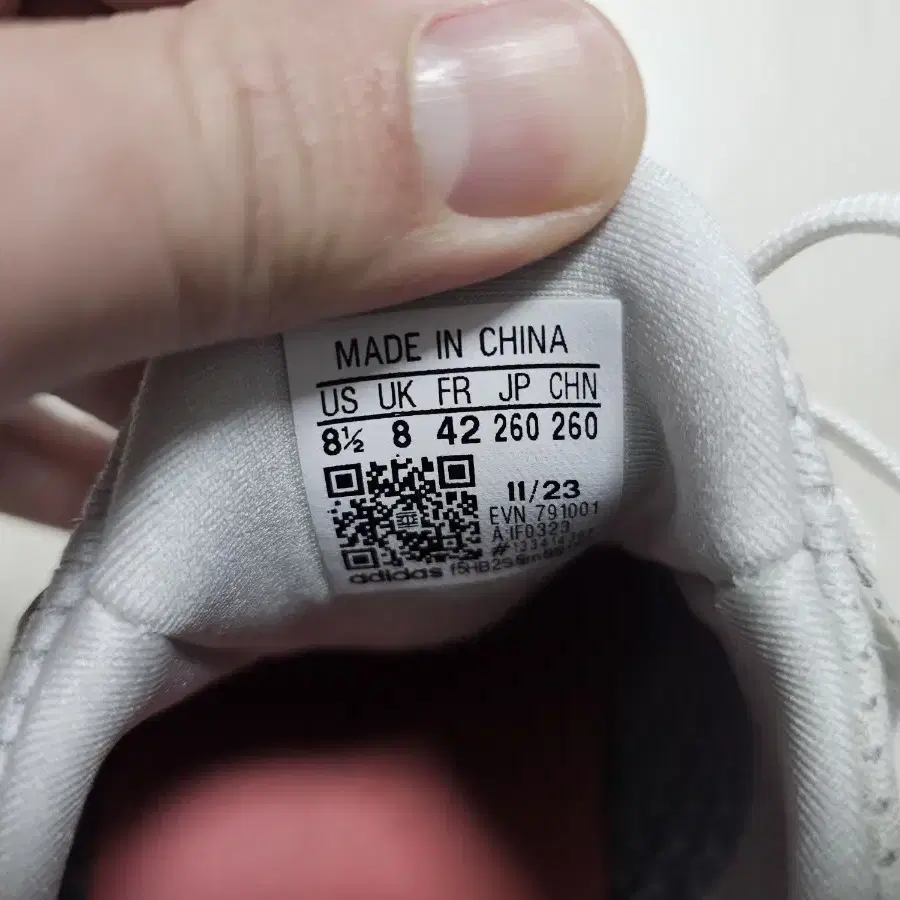 MADE IN CHINA
US UK FR JP CHN
8½ 8 42 260 260
11/23
EVN 791001
A IF0323
adidas